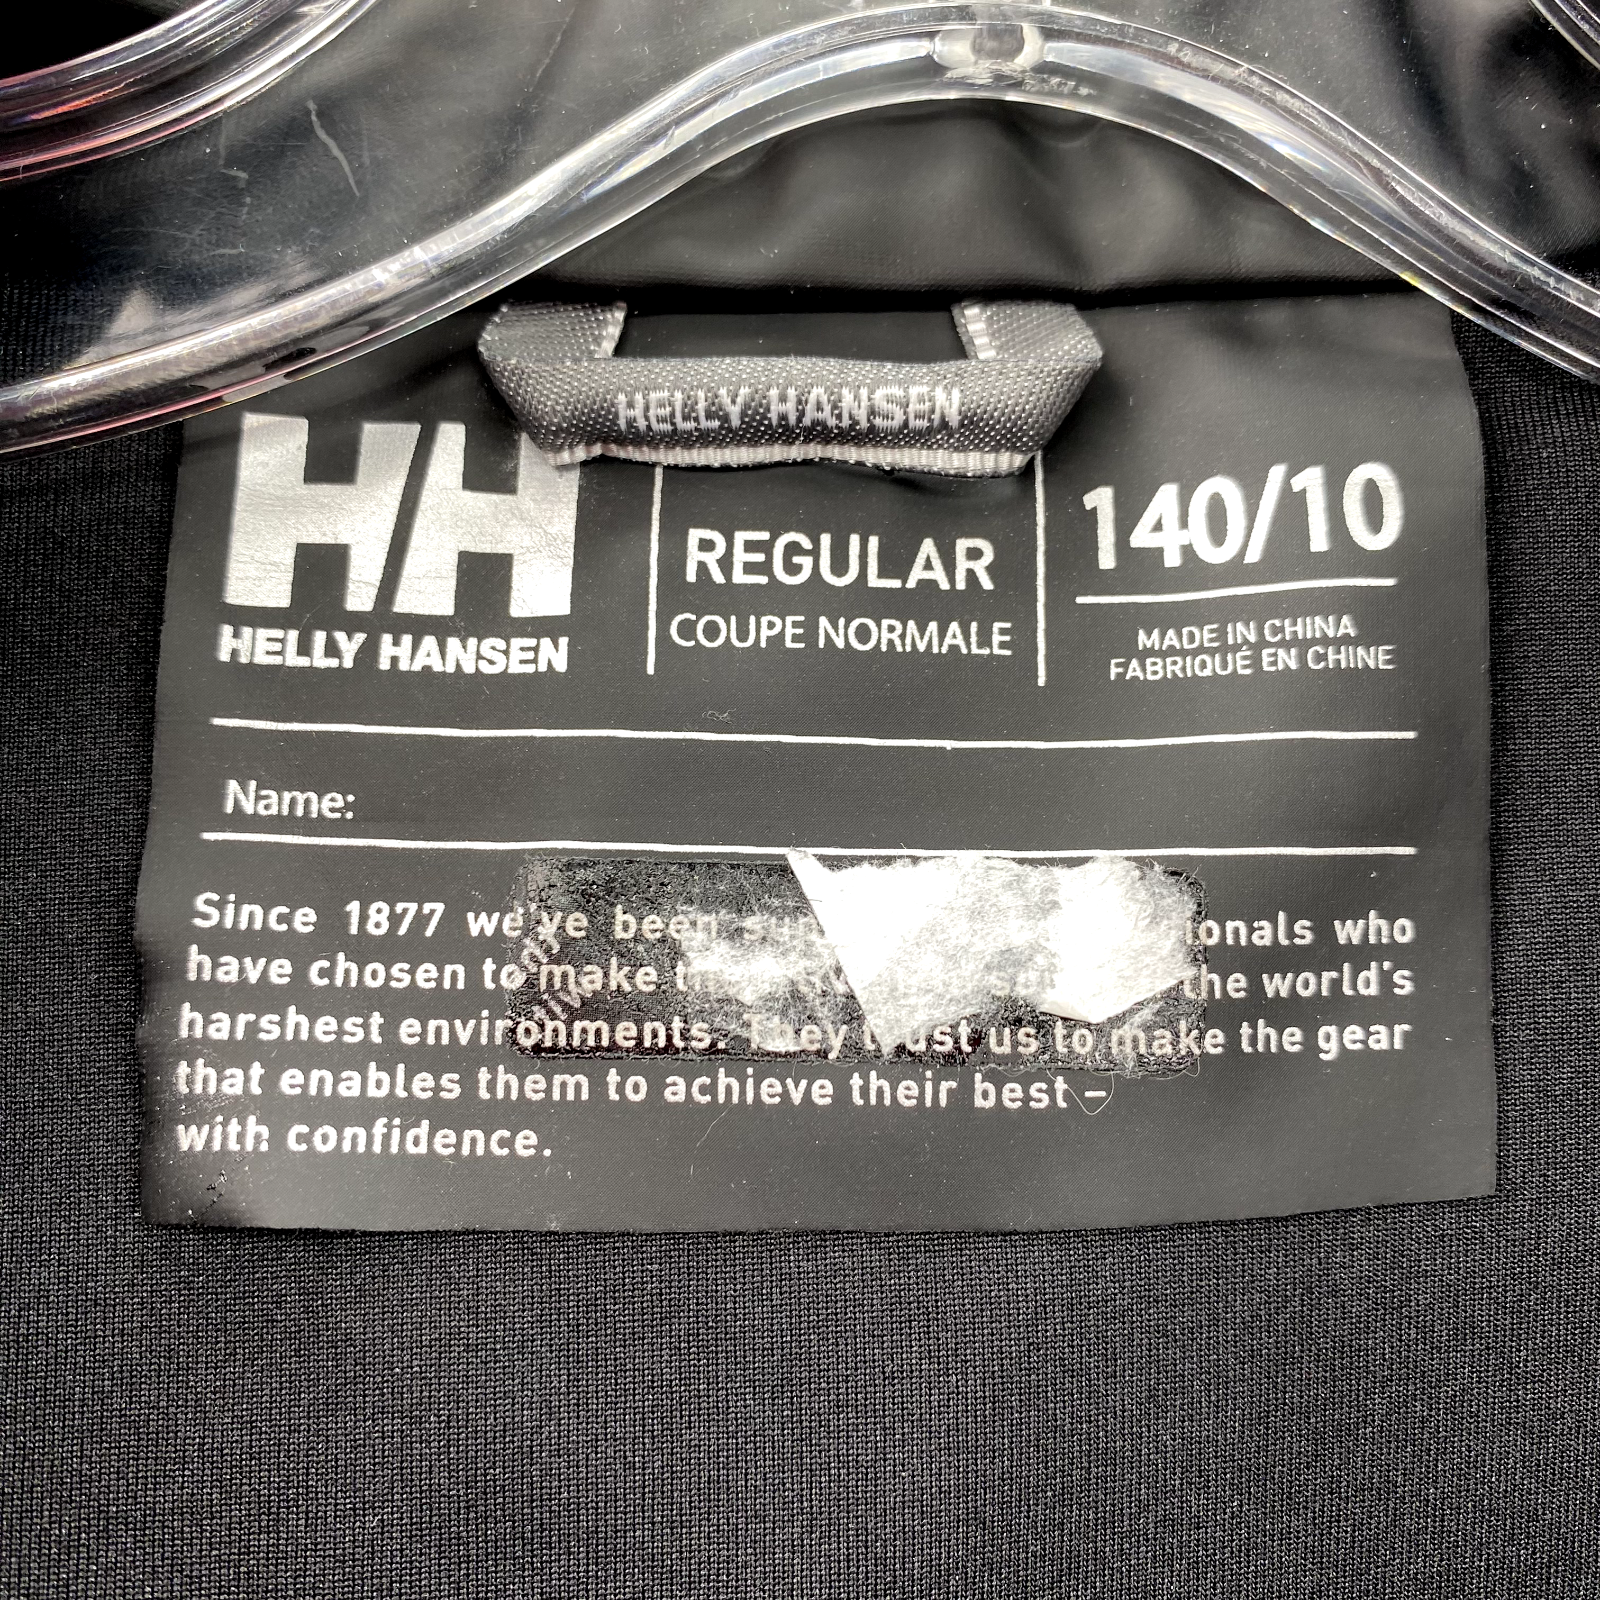 HELLY HANSEN
HH
HELLY HANSEN
REGULAR
COUPE NORMALE
140/10
MADE IN CHINA
FABRIQUÉ EN CHINE
Name:
Since 1877 we've been who
have chosen to make the world's
harshest environments. They trust us to make the gear
that enables them to achieve their best –
with confidence.